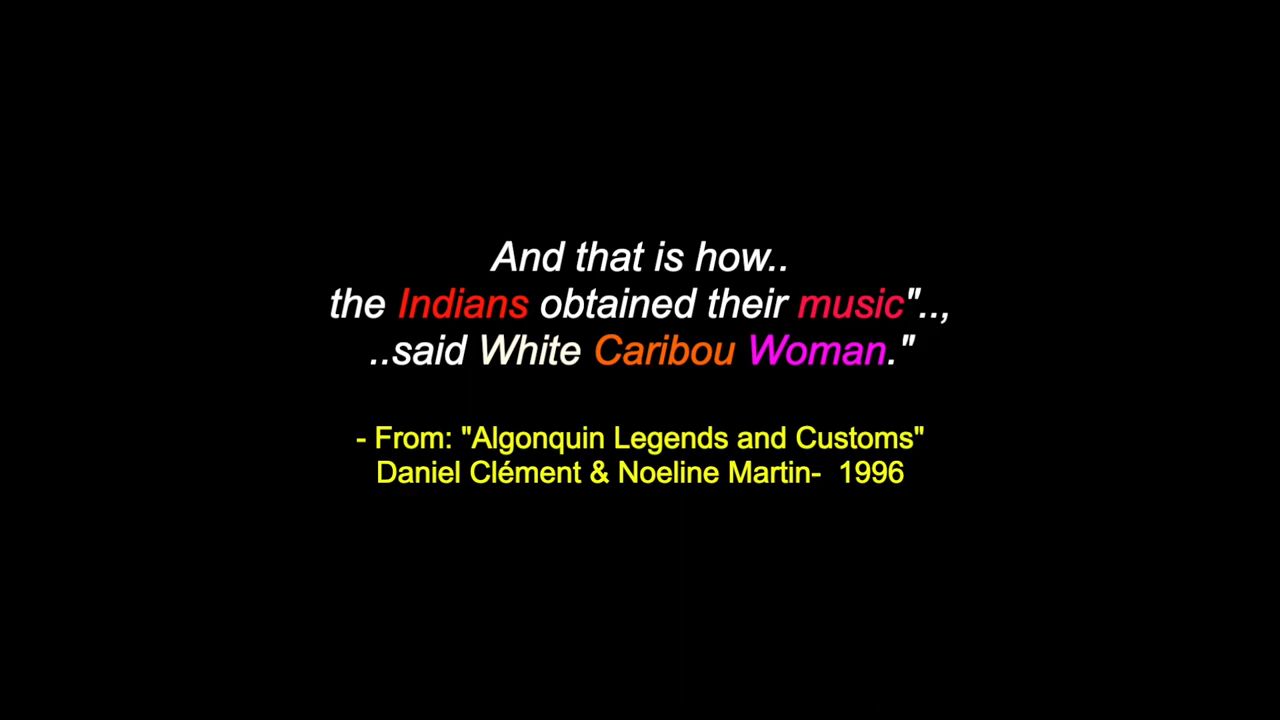 And that is how..
the Indians obtained their music"..,
..said White Caribou Woman."
- From: "Algonquin Legends and Customs"
Daniel Clément & Noeline Martin-  1996